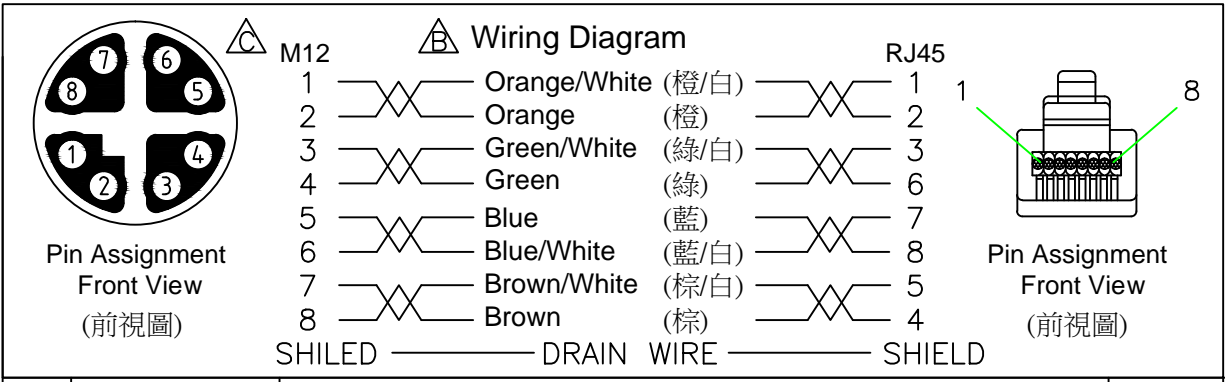 C B Wiring Diagram
M12 RJ45
7 6
8 5
1 4
2 3
Pin Assignment
Front View
(前視圖)
1 Orange/White (橙/白) 1
2 Orange (橙) 2
3 Green/White (綠/白) 3
4 Green (綠) 6
5 Blue (藍) 7
6 Blue/White (藍/白) 8
7 Brown/White (棕/白) 5
8 Brown (棕) 4
SHILED DRAIN WIRE SHIELD
1 8
Pin Assignment
Front View
(前視圖)